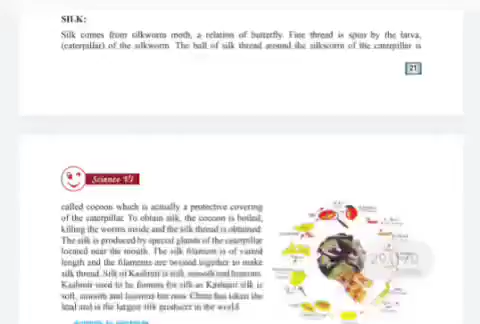 SILK:
Silk comes from silkworm moth, a relation of butterfly. Fine thread is spun by the larva,
(caterpillar) of the silkworm. The ball of silk thread around the silkworm of the caterpillar is
21
Science VI
called cocoon which is actually a protective covering
of the caterpillar. To obtain silk, the cocoon is boiled,
killing the worms inside and the silk thread is obtained.
The silk is produced by special glands of the caterpillar
located near the mouth. The silk filament is of varied
length and the filaments are twisted together to make
silk thread. Silk of Kashmir is soft, smooth and lustrous.
Kashmir used to be famous for silk as Kashmir silk is
soft, smooth and lustrous but now China has taken the
lead and is the largest silk producer in the world.